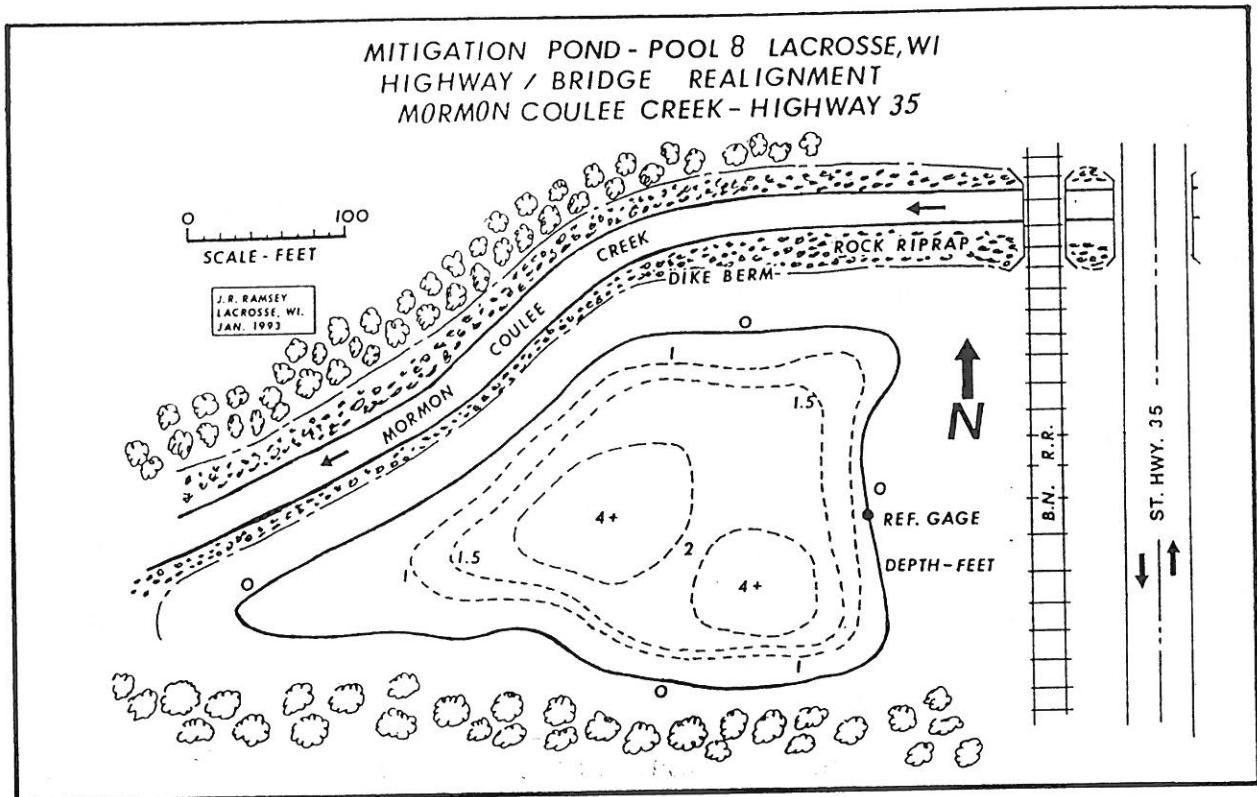 MITIGATION POND - POOL 8 LACROSSE, WI
HIGHWAY / BRIDGE REALIGNMENT
MORMON COULEE CREEK - HIGHWAY 35
0 100
SCALE - FEET
J.R. RAMSEY
LACROSSE, WI.
JAN. 1993
MORMON COULEE CREEK
ROCK RIPRAP
DIKE BERM
O
1
1.5
N
4+
O
REF. GAGE
2
DEPTH - FEET
1.5
1
4+
O
1
O
B.N. R.R.
ST. HWY. 35